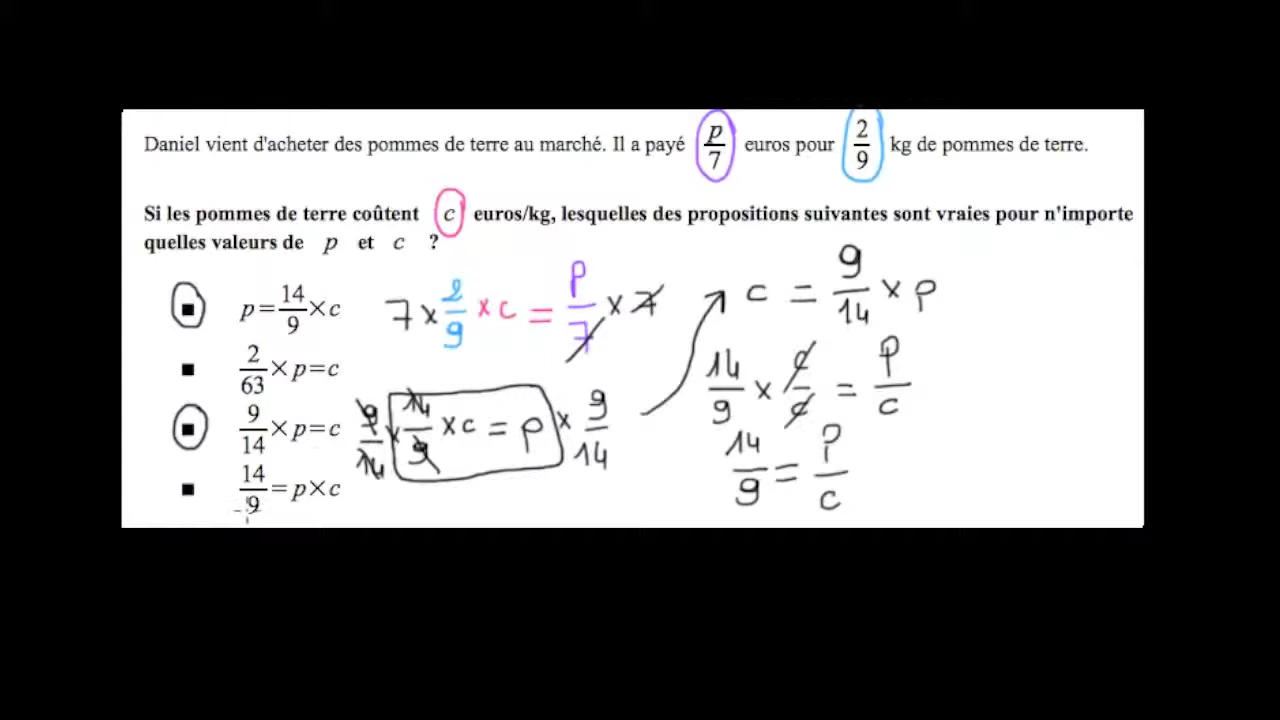 Daniel vient d'acheter des pommes de terre au marché. Il a payé p/7 euros pour 2/9 kg de pommes de terre.
Si les pommes de terre coûtent c euros/kg, lesquelles des propositions suivantes sont vraies pour n'importe
quelles valeurs de p et c ?
■ p=14/9×c
■ 2/63×p=c
■ 9/14×p=c
■ 14/9=p×c
7 × 2/9 × c = p/7 × 7
9/14 × 14/9 × c = p × 9/14
c = 9/14 × p
14/9 × c/c = p/c
14/9 = p/c